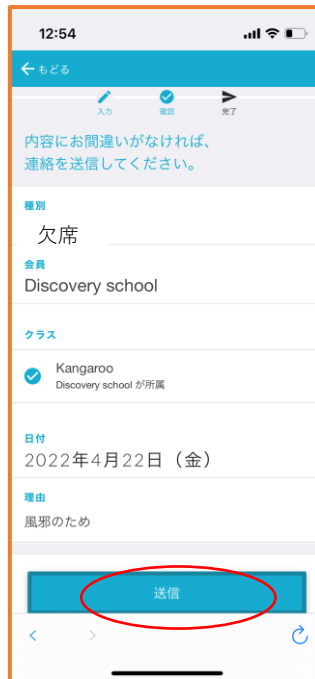 12:54
もどる
入力 確認 完了
内容にお間違いがなければ、
連絡を送信してください。
種別
欠席
会員
Discovery school
クラス
Kangaroo
Discovery school が所属
日付
2022年4月22日（金）
理由
風邪のため
送信